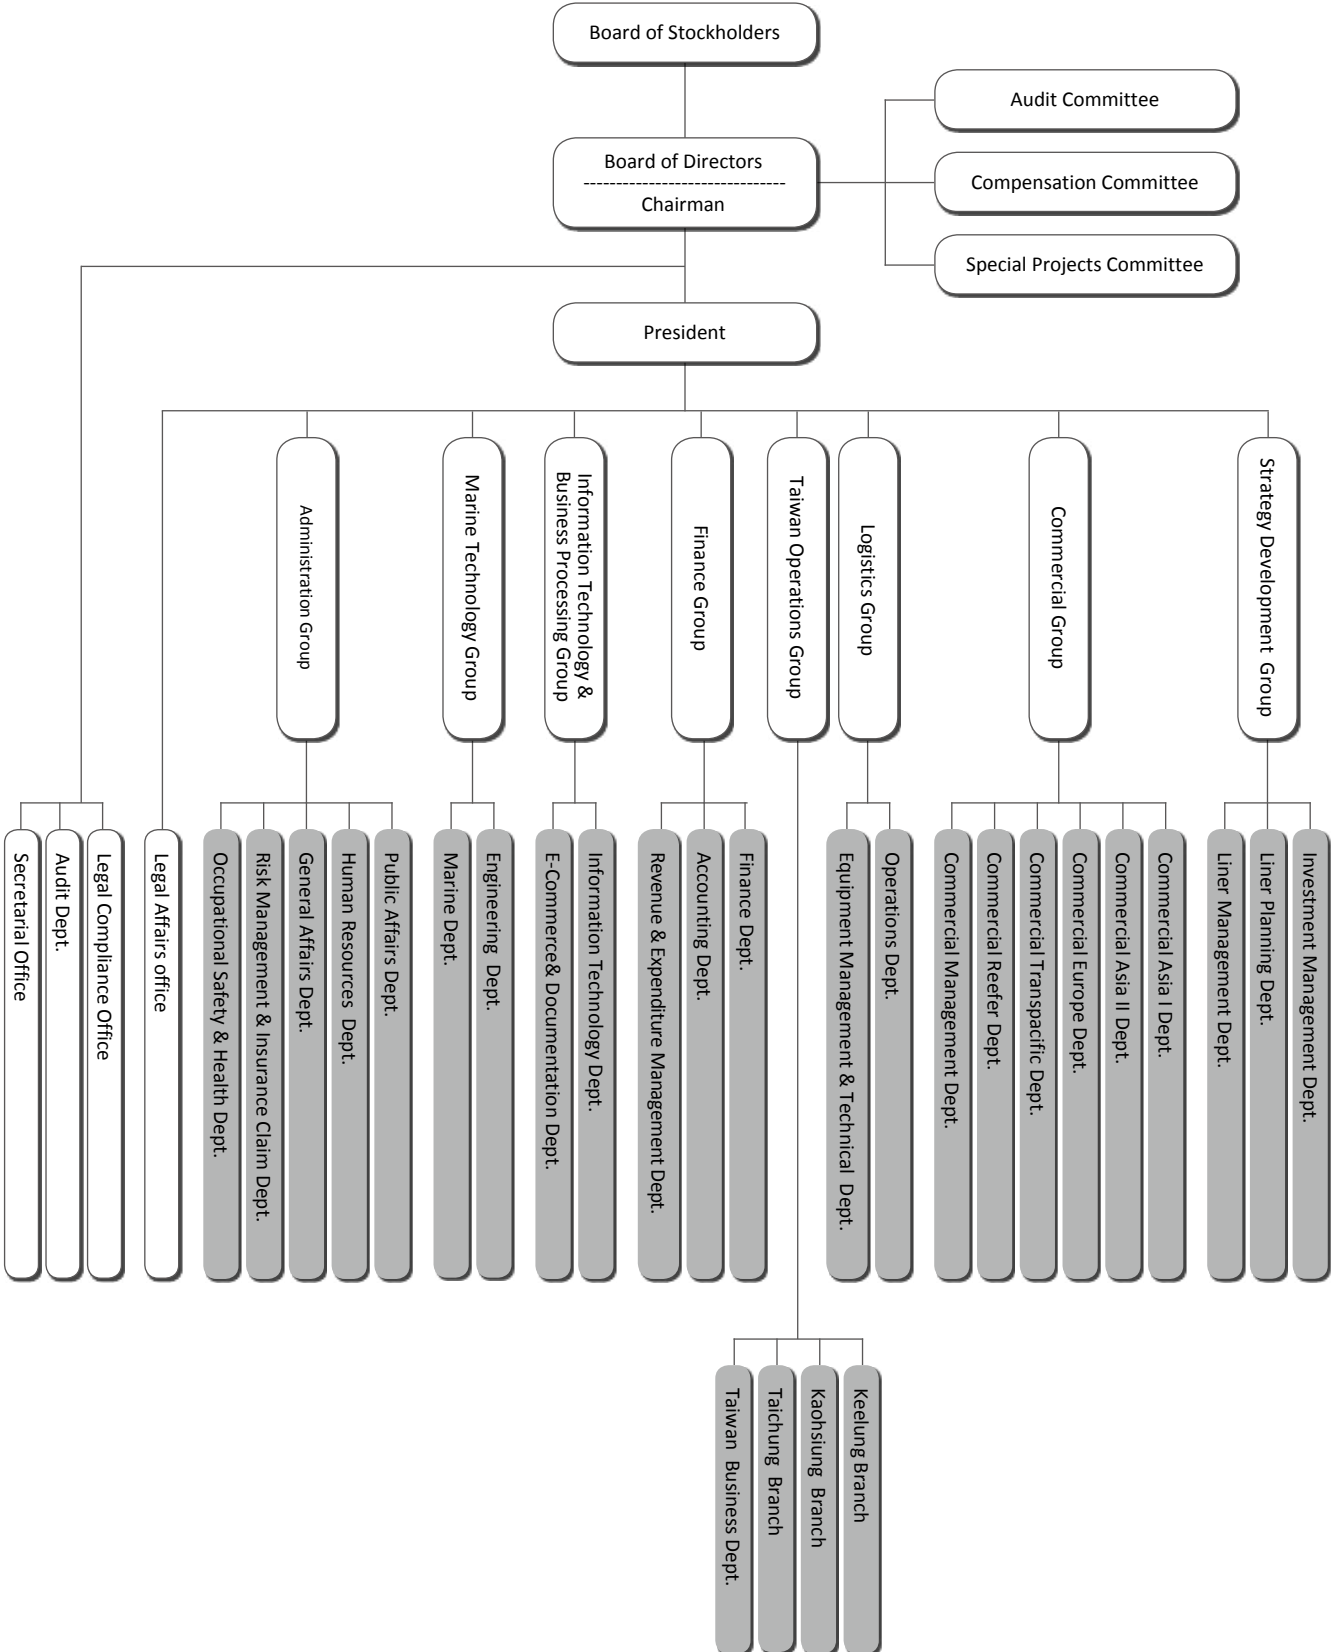 Board of Stockholders
Audit Committee
Board of Directors
--------------------------------
Chairman
Compensation Committee
Special Projects Committee
President
Administration Group
Marine Technology Group
Information Technology &
Business Processing Group
Finance Group
Taiwan Operations Group
Logistics Group
Commercial Group
Strategy Development Group
Secretarial Office
Audit Dept.
Legal Compliance Office
Legal Affairs office
Occupational Safety & Health Dept.
Risk Management & Insurance Claim Dept.
General Affairs Dept.
Human Resources Dept.
Public Affairs Dept.
Marine Dept.
Engineering Dept.
E-Commerce& Documentation Dept.
Information Technology Dept.
Revenue & Expenditure Management Dept.
Accounting Dept.
Finance Dept.
Equipment Management & Technical Dept.
Operations Dept.
Commercial Management Dept.
Commercial Reefer Dept.
Commercial Transpacific Dept.
Commercial Europe Dept.
Commercial Asia II Dept.
Commercial Asia I Dept.
Liner Management Dept.
Liner Planning Dept.
Investment Management Dept.
Taiwan Business Dept.
Taichung Branch
Kaohsiung Branch
Keelung Branch